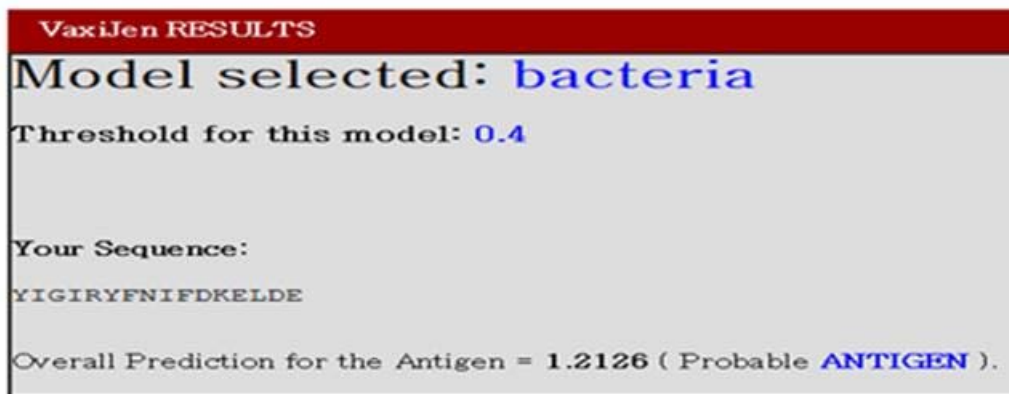 VaxiJen RESULTS
Model selected: bacteria
Threshold for this model: 0.4
Your Sequence:
YIGIRYFNIFDKELDE
Overall Prediction for the Antigen = 1.2126 ( Probable ANTIGEN ).